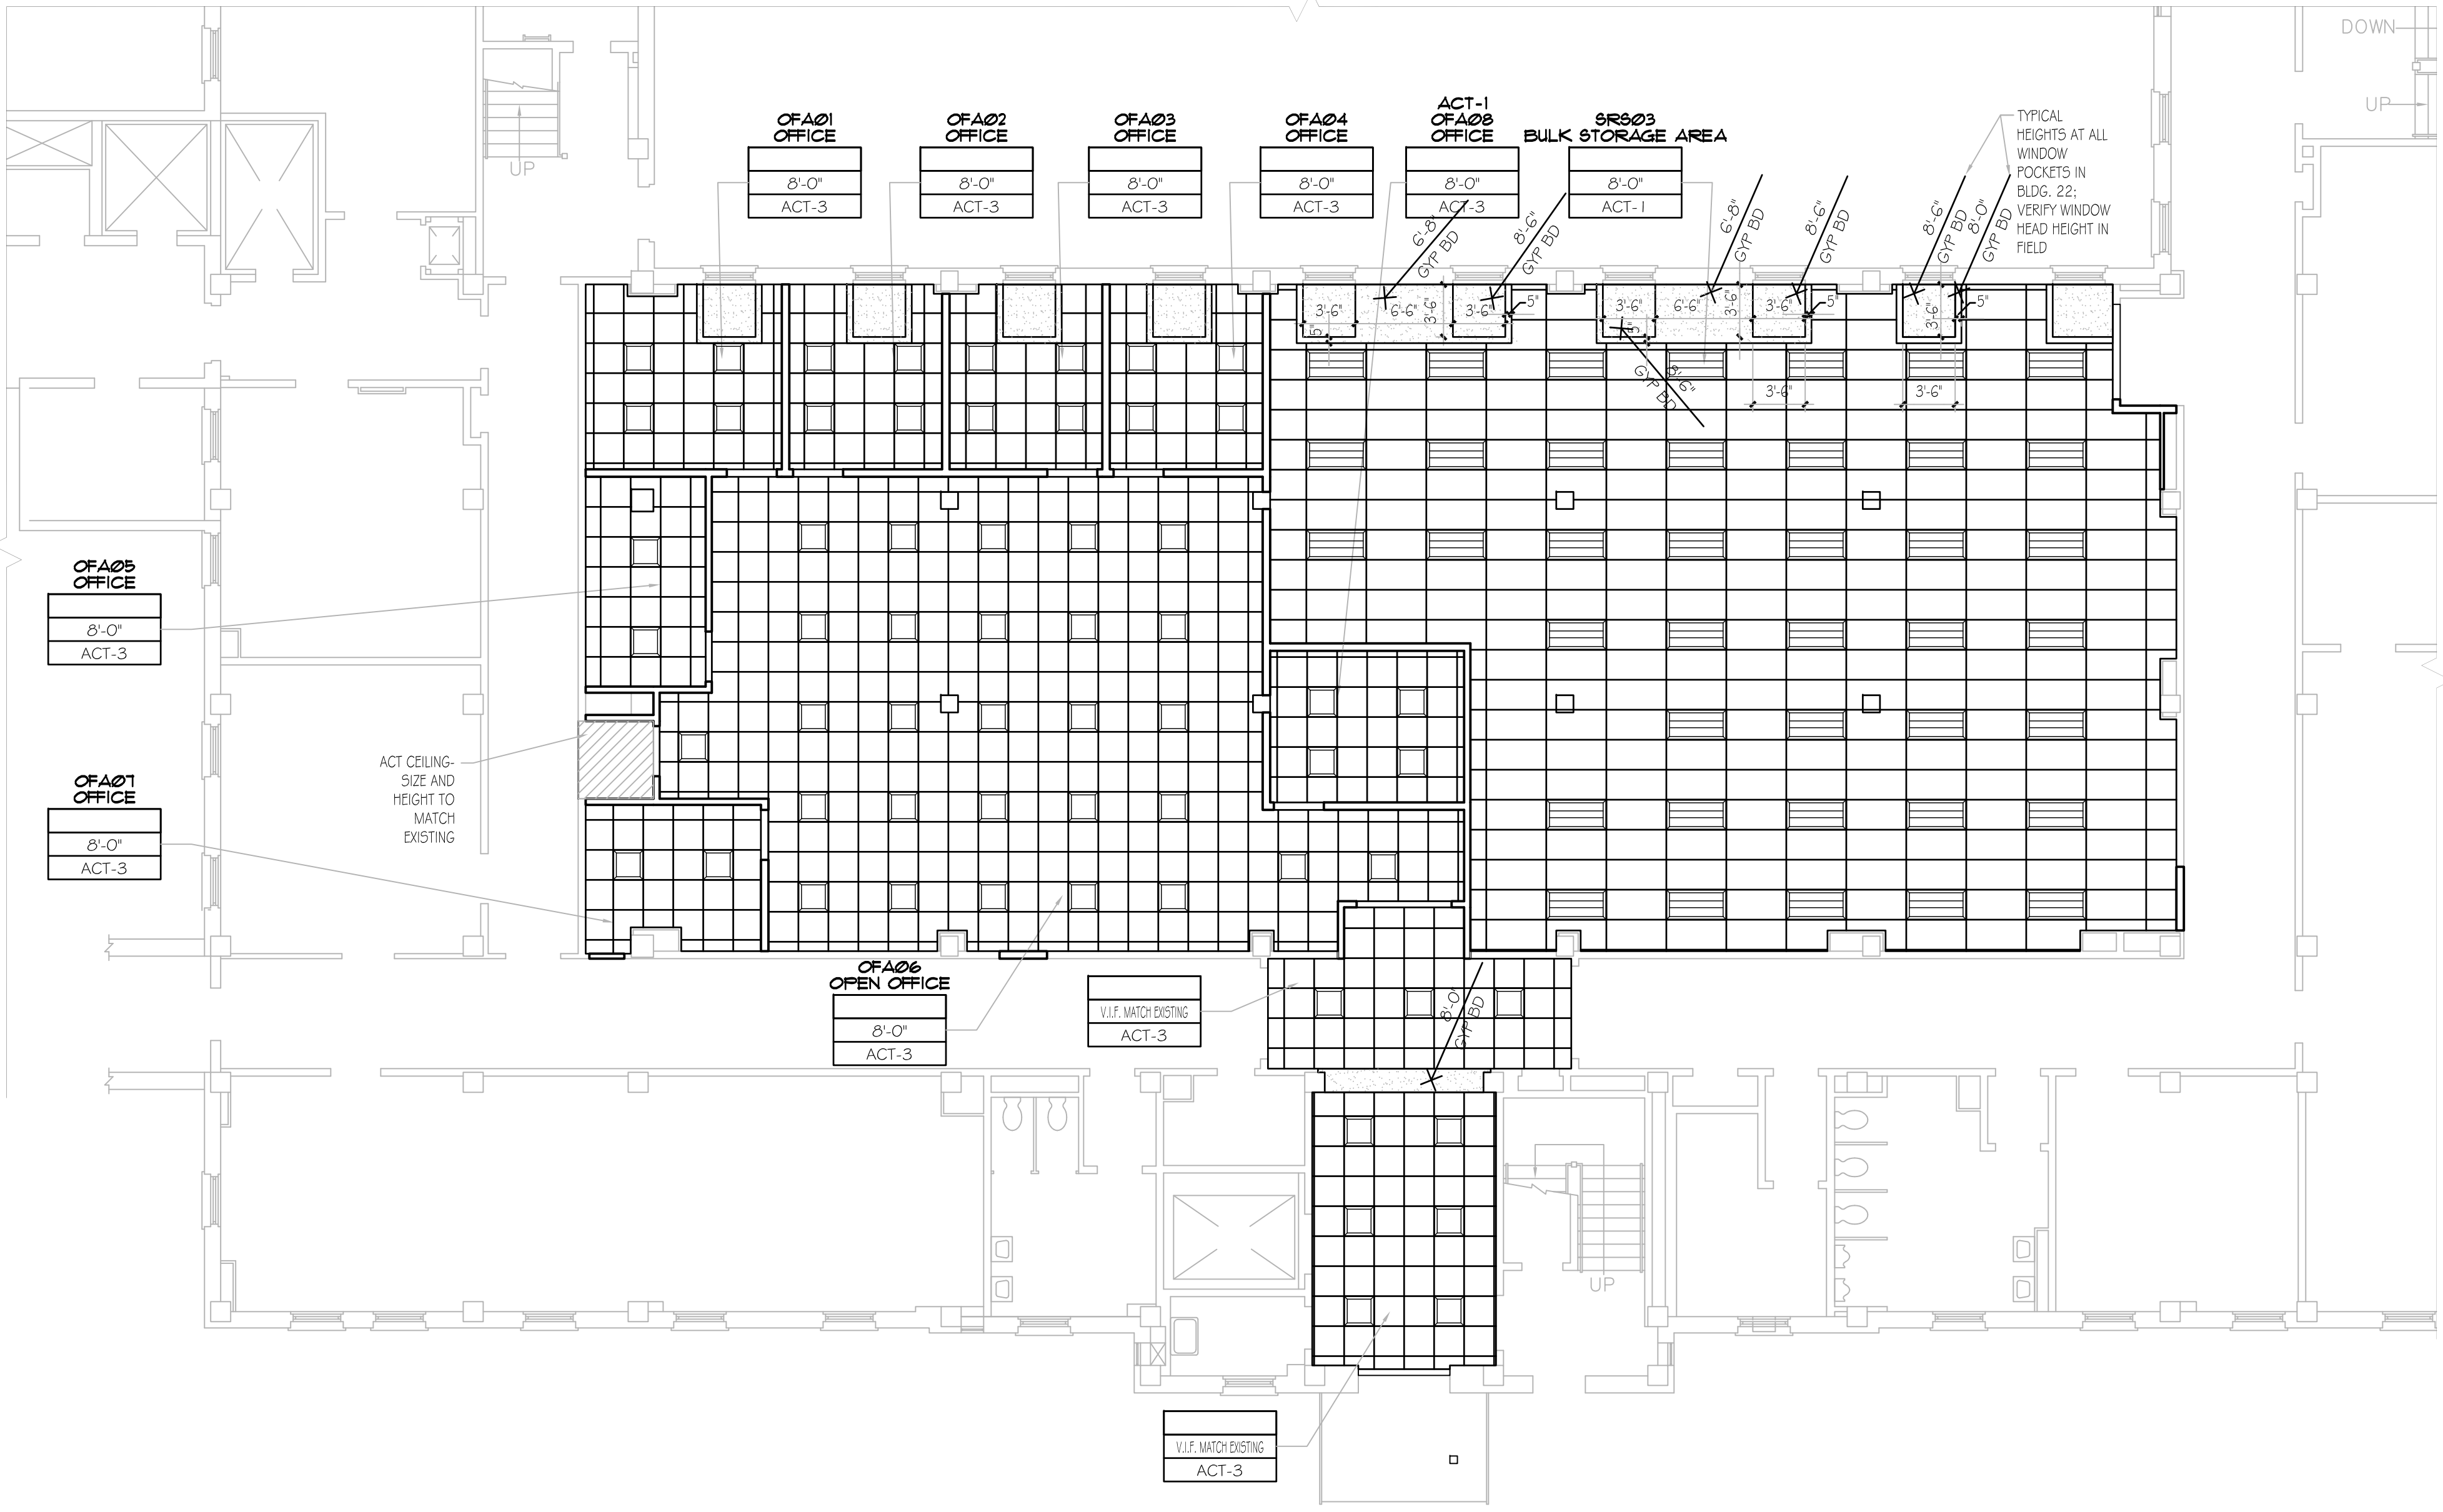 DOWN
UP
UP
OFA01
OFFICE
8'-0"
ACT-3
OFA02
OFFICE
8'-0"
ACT-3
OFA03
OFFICE
8'-0"
ACT-3
OFA04
OFFICE
8'-0"
ACT-3
ACT-1
OFA08
OFFICE
8'-0"
ACT-3
SRS03
BULK STORAGE AREA
8'-0"
ACT-1
TYPICAL
HEIGHTS AT ALL
WINDOW
POCKETS IN
BLDG. 22;
VERIFY WINDOW
HEAD HEIGHT IN
FIELD
6'-8"
GYP BD
8'-6"
GYP BD
6'-8"
GYP BD
8'-6"
GYP BD
8'-6"
GYP BD
8'-0"
GYP BD
3'-6"
6'-6"
3'-6"
3'-6"
5"
5"
3'-6"
6'-6"
3'-6"
3'-6"
5"
5"
3'-6"
5"
8'-6"
GYP BD
3'-6"
3'-6"
OFA05
OFFICE
8'-0"
ACT-3
ACT CEILING-
SIZE AND
HEIGHT TO
MATCH
EXISTING
OFA07
OFFICE
8'-0"
ACT-3
OFA06
OPEN OFFICE
8'-0"
ACT-3
V.I.F. MATCH EXISTING
ACT-3
8'-0"
GYP BD
UP
V.I.F. MATCH EXISTING
ACT-3